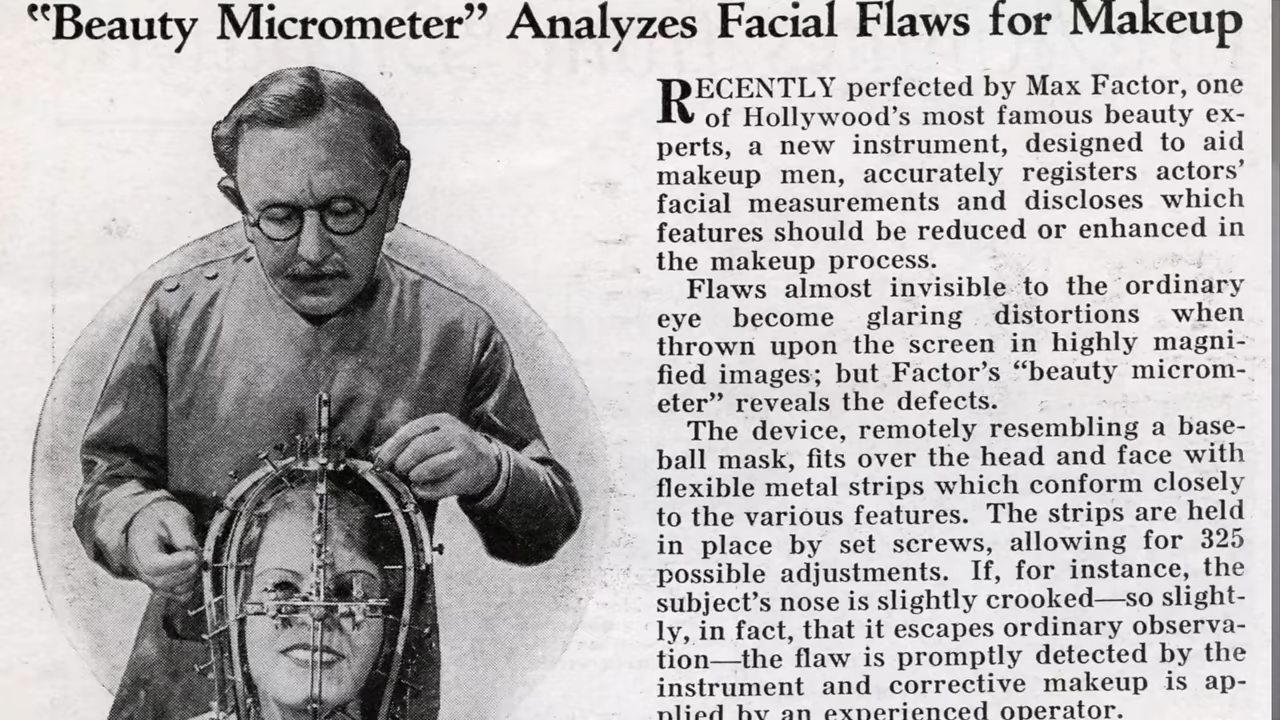 “Beauty Micrometer” Analyzes Facial Flaws for Makeup
RECENTLY perfected by Max Factor, one
of Hollywood’s most famous beauty ex-
perts, a new instrument, designed to aid
makeup men, accurately registers actors’
facial measurements and discloses which
features should be reduced or enhanced in
the makeup process.
Flaws almost invisible to the ordinary
eye become glaring distortions when
thrown upon the screen in highly magni-
fied images; but Factor’s “beauty microm-
eter” reveals the defects.
The device, remotely resembling a base-
ball mask, fits over the head and face with
flexible metal strips which conform closely
to the various features. The strips are held
in place by set screws, allowing for 325
possible adjustments. If, for instance, the
subject’s nose is slightly crooked—so slight-
ly, in fact, that it escapes ordinary observa-
tion—the flaw is promptly detected by the
instrument and corrective makeup is ap-
plied by an experienced operator.